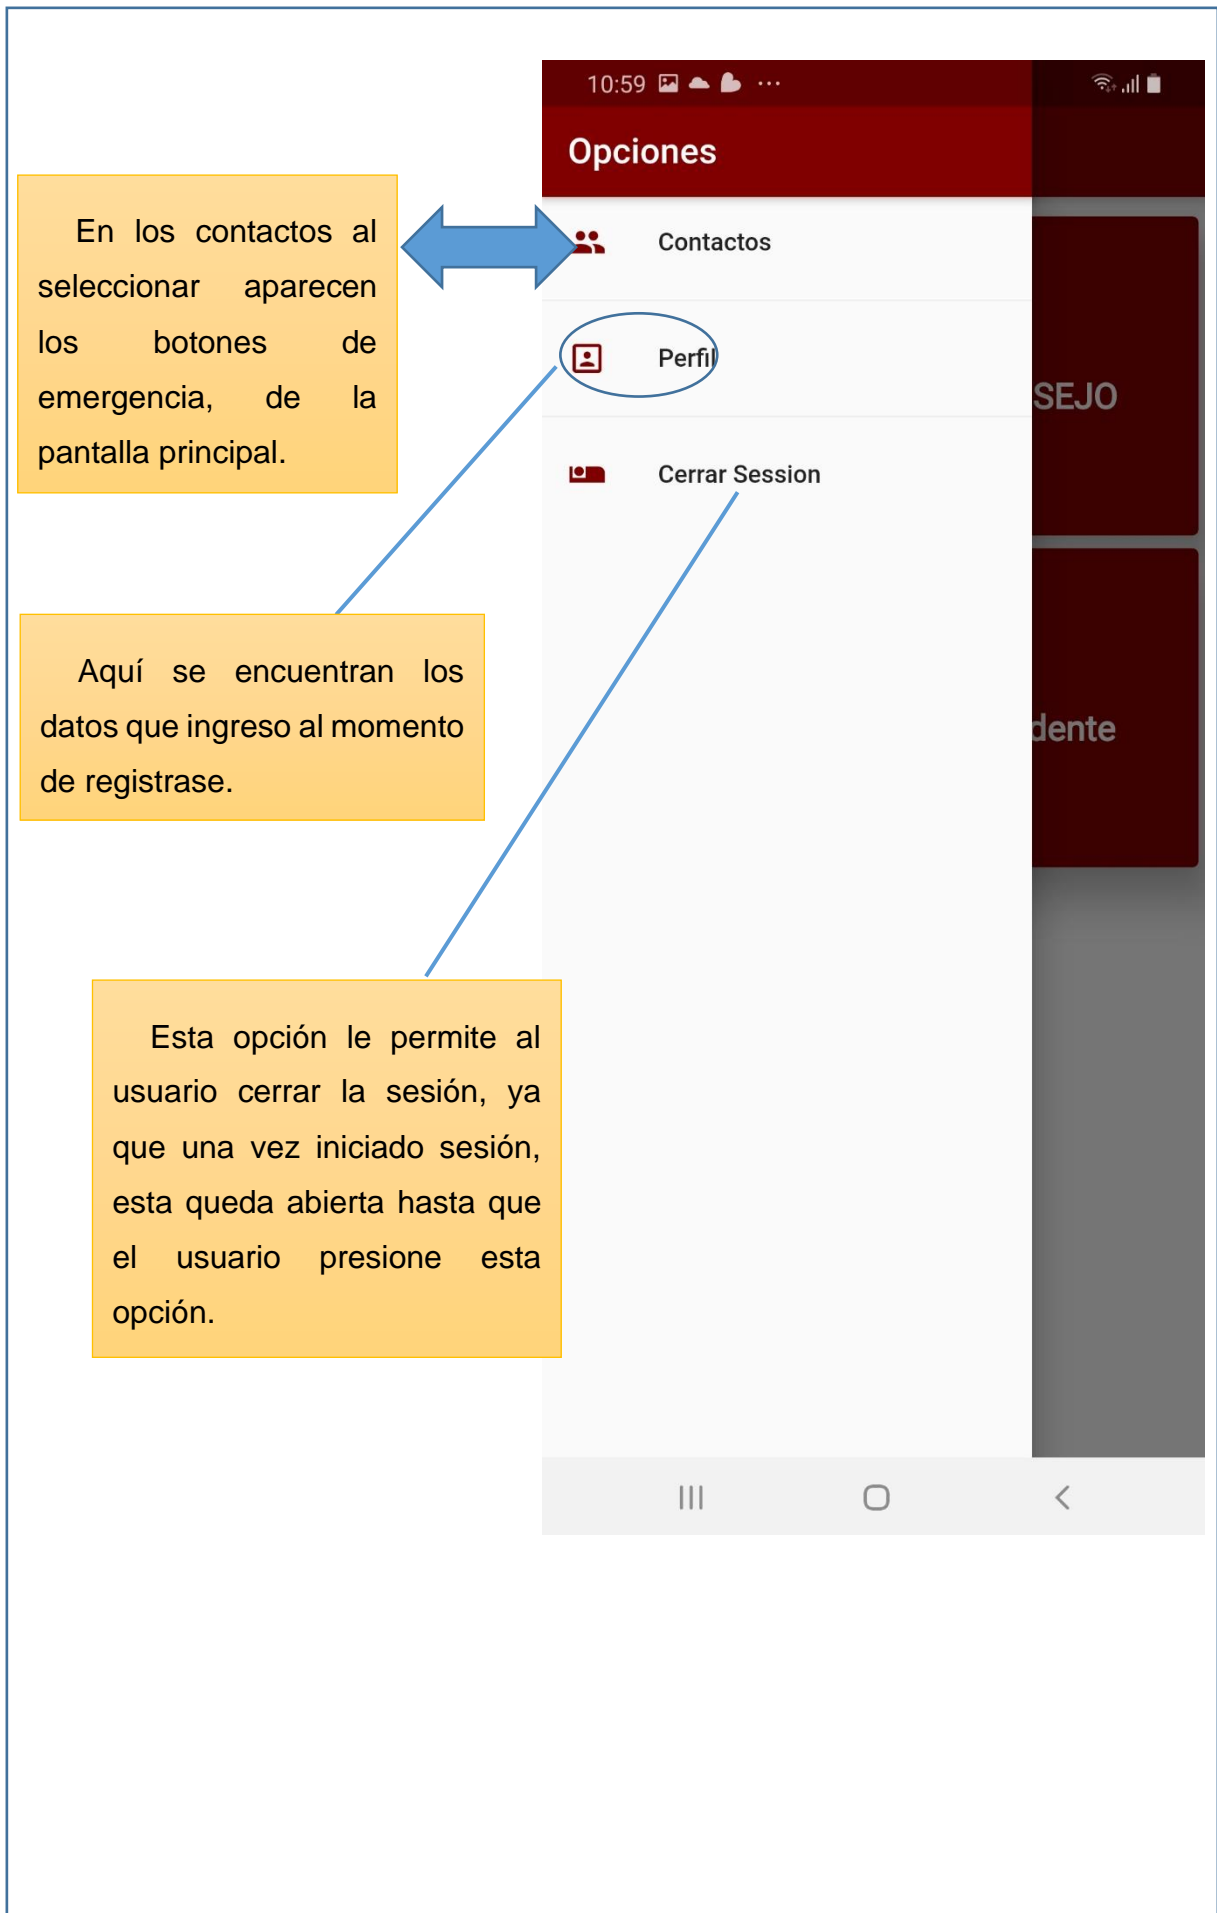 10:59
Opciones
En los contactos al
seleccionar aparecen
los botones de
emergencia, de la
pantalla principal.
Contactos
Perfil
SEJO
Cerrar Session
Aquí se encuentran los
datos que ingreso al momento
de registrase.
dente
Esta opción le permite al
usuario cerrar la sesión, ya
que una vez iniciado sesión,
esta queda abierta hasta que
el usuario presione esta
opción.